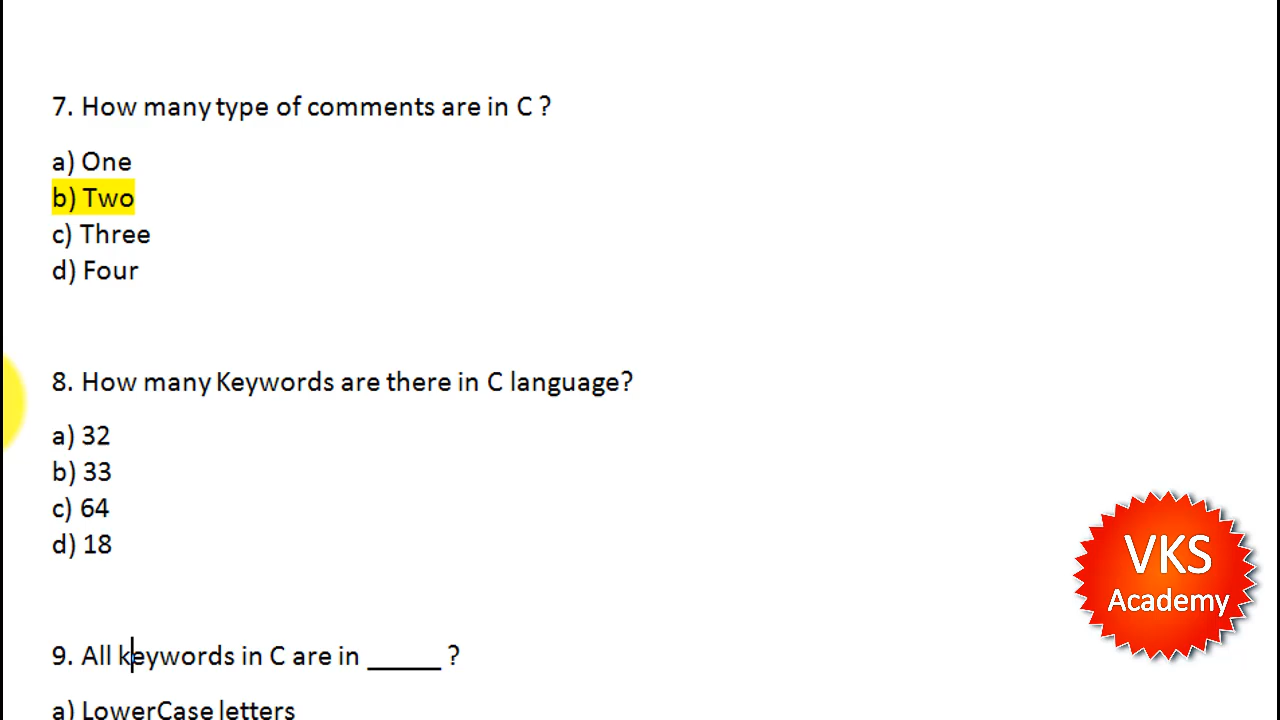 7. How many type of comments are in C ?
a) One
b) Two
c) Three
d) Four
8. How many Keywords are there in C language?
a) 32
b) 33
c) 64
d) 18
9. All keywords in C are in _____ ?
a) LowerCase letters
VKS
Academy